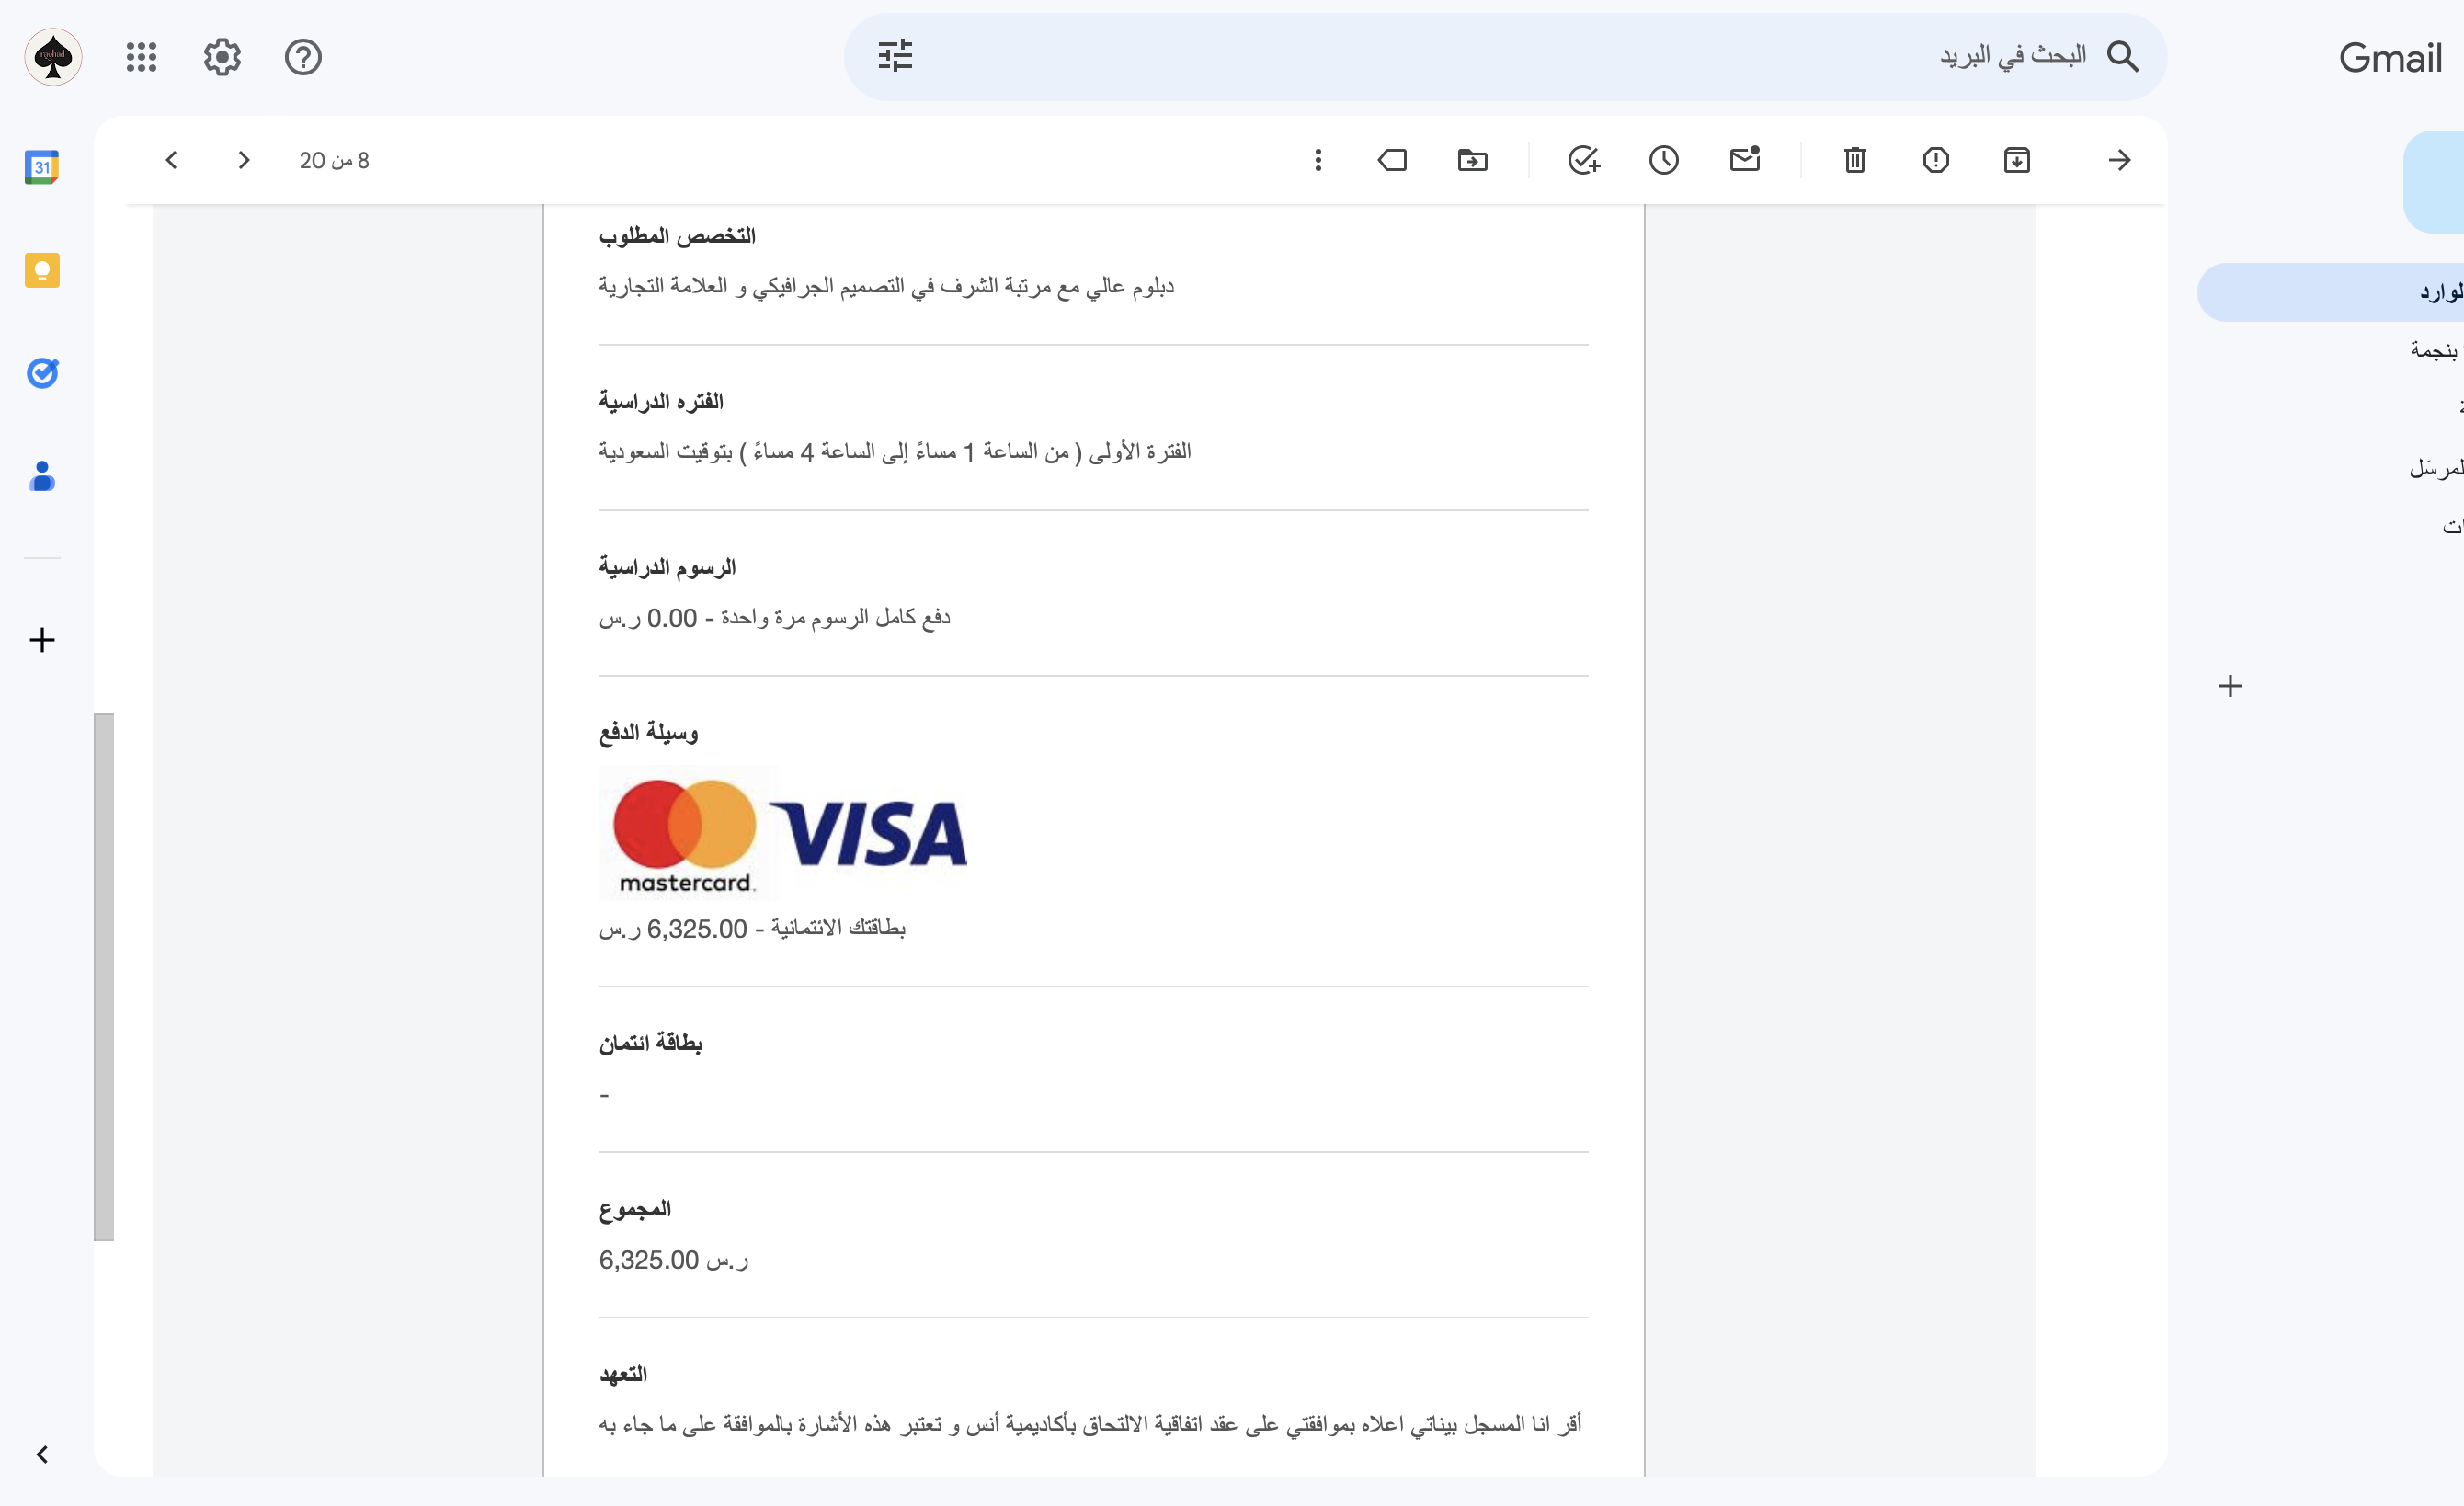 Gmail
البحث في البريد
8 من 20
31
بنجمة
التخصص المطلوب
دبلوم عالي مع مرتبة الشرف في التصميم الجرافيكي و العلامة التجارية
الفتره الدراسية
الفترة الأولى ( من الساعة 1 مساءً إلى الساعة 4 مساءً ) بتوقيت السعودية
الرسوم الدراسية
دفع كامل الرسوم مرة واحدة - 0.00 ر.س
وسيلة الدفع
mastercard. VISA
بطاقتك الائتمانية - 6,325.00 ر.س
بطاقة ائتمان
-
المجموع
6,325.00 ر.س
التعهد
أقر انا المسجل بيناتي اعلاه بموافقتي على عقد اتفاقية الالتحاق بأكاديمية أنس و تعتبر هذه الأشارة بالموافقة على ما جاء به